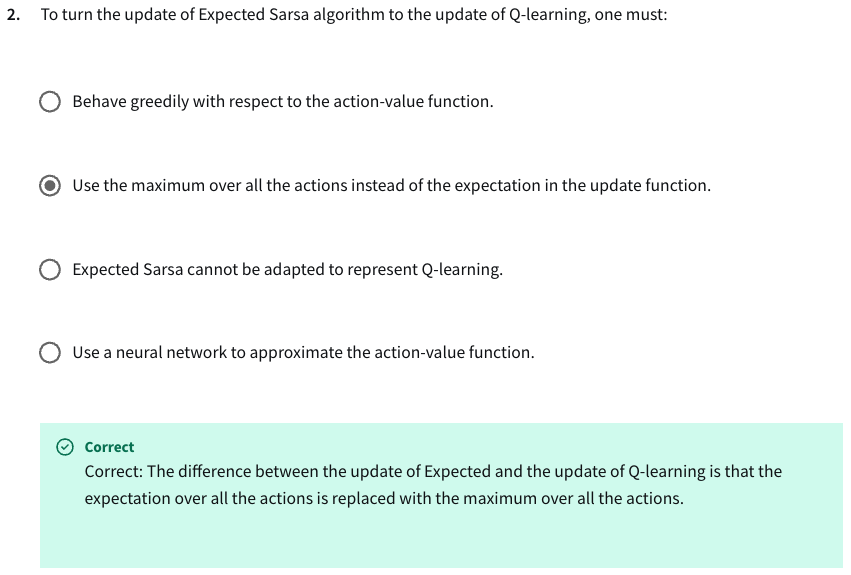 2. To turn the update of Expected Sarsa algorithm to the update of Q-learning, one must:
Behave greedily with respect to the action-value function.
Use the maximum over all the actions instead of the expectation in the update function.
Expected Sarsa cannot be adapted to represent Q-learning.
Use a neural network to approximate the action-value function.
Correct
Correct: The difference between the update of Expected and the update of Q-learning is that the
expectation over all the actions is replaced with the maximum over all the actions.